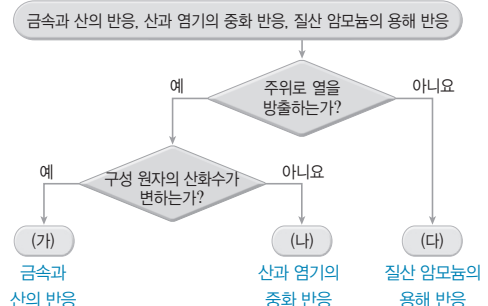 금속과 산의 반응, 산과 염기의 중화 반응, 질산 암모늄의 용해 반응
예
주위로 열을
방출하는가?
아니요
예
구성 원자의 산화수가
변하는가?
아니요
(가)
(나)
(다)
금속과
산의 반응
산과 염기의
중화 반응
질산 암모늄의
용해 반응